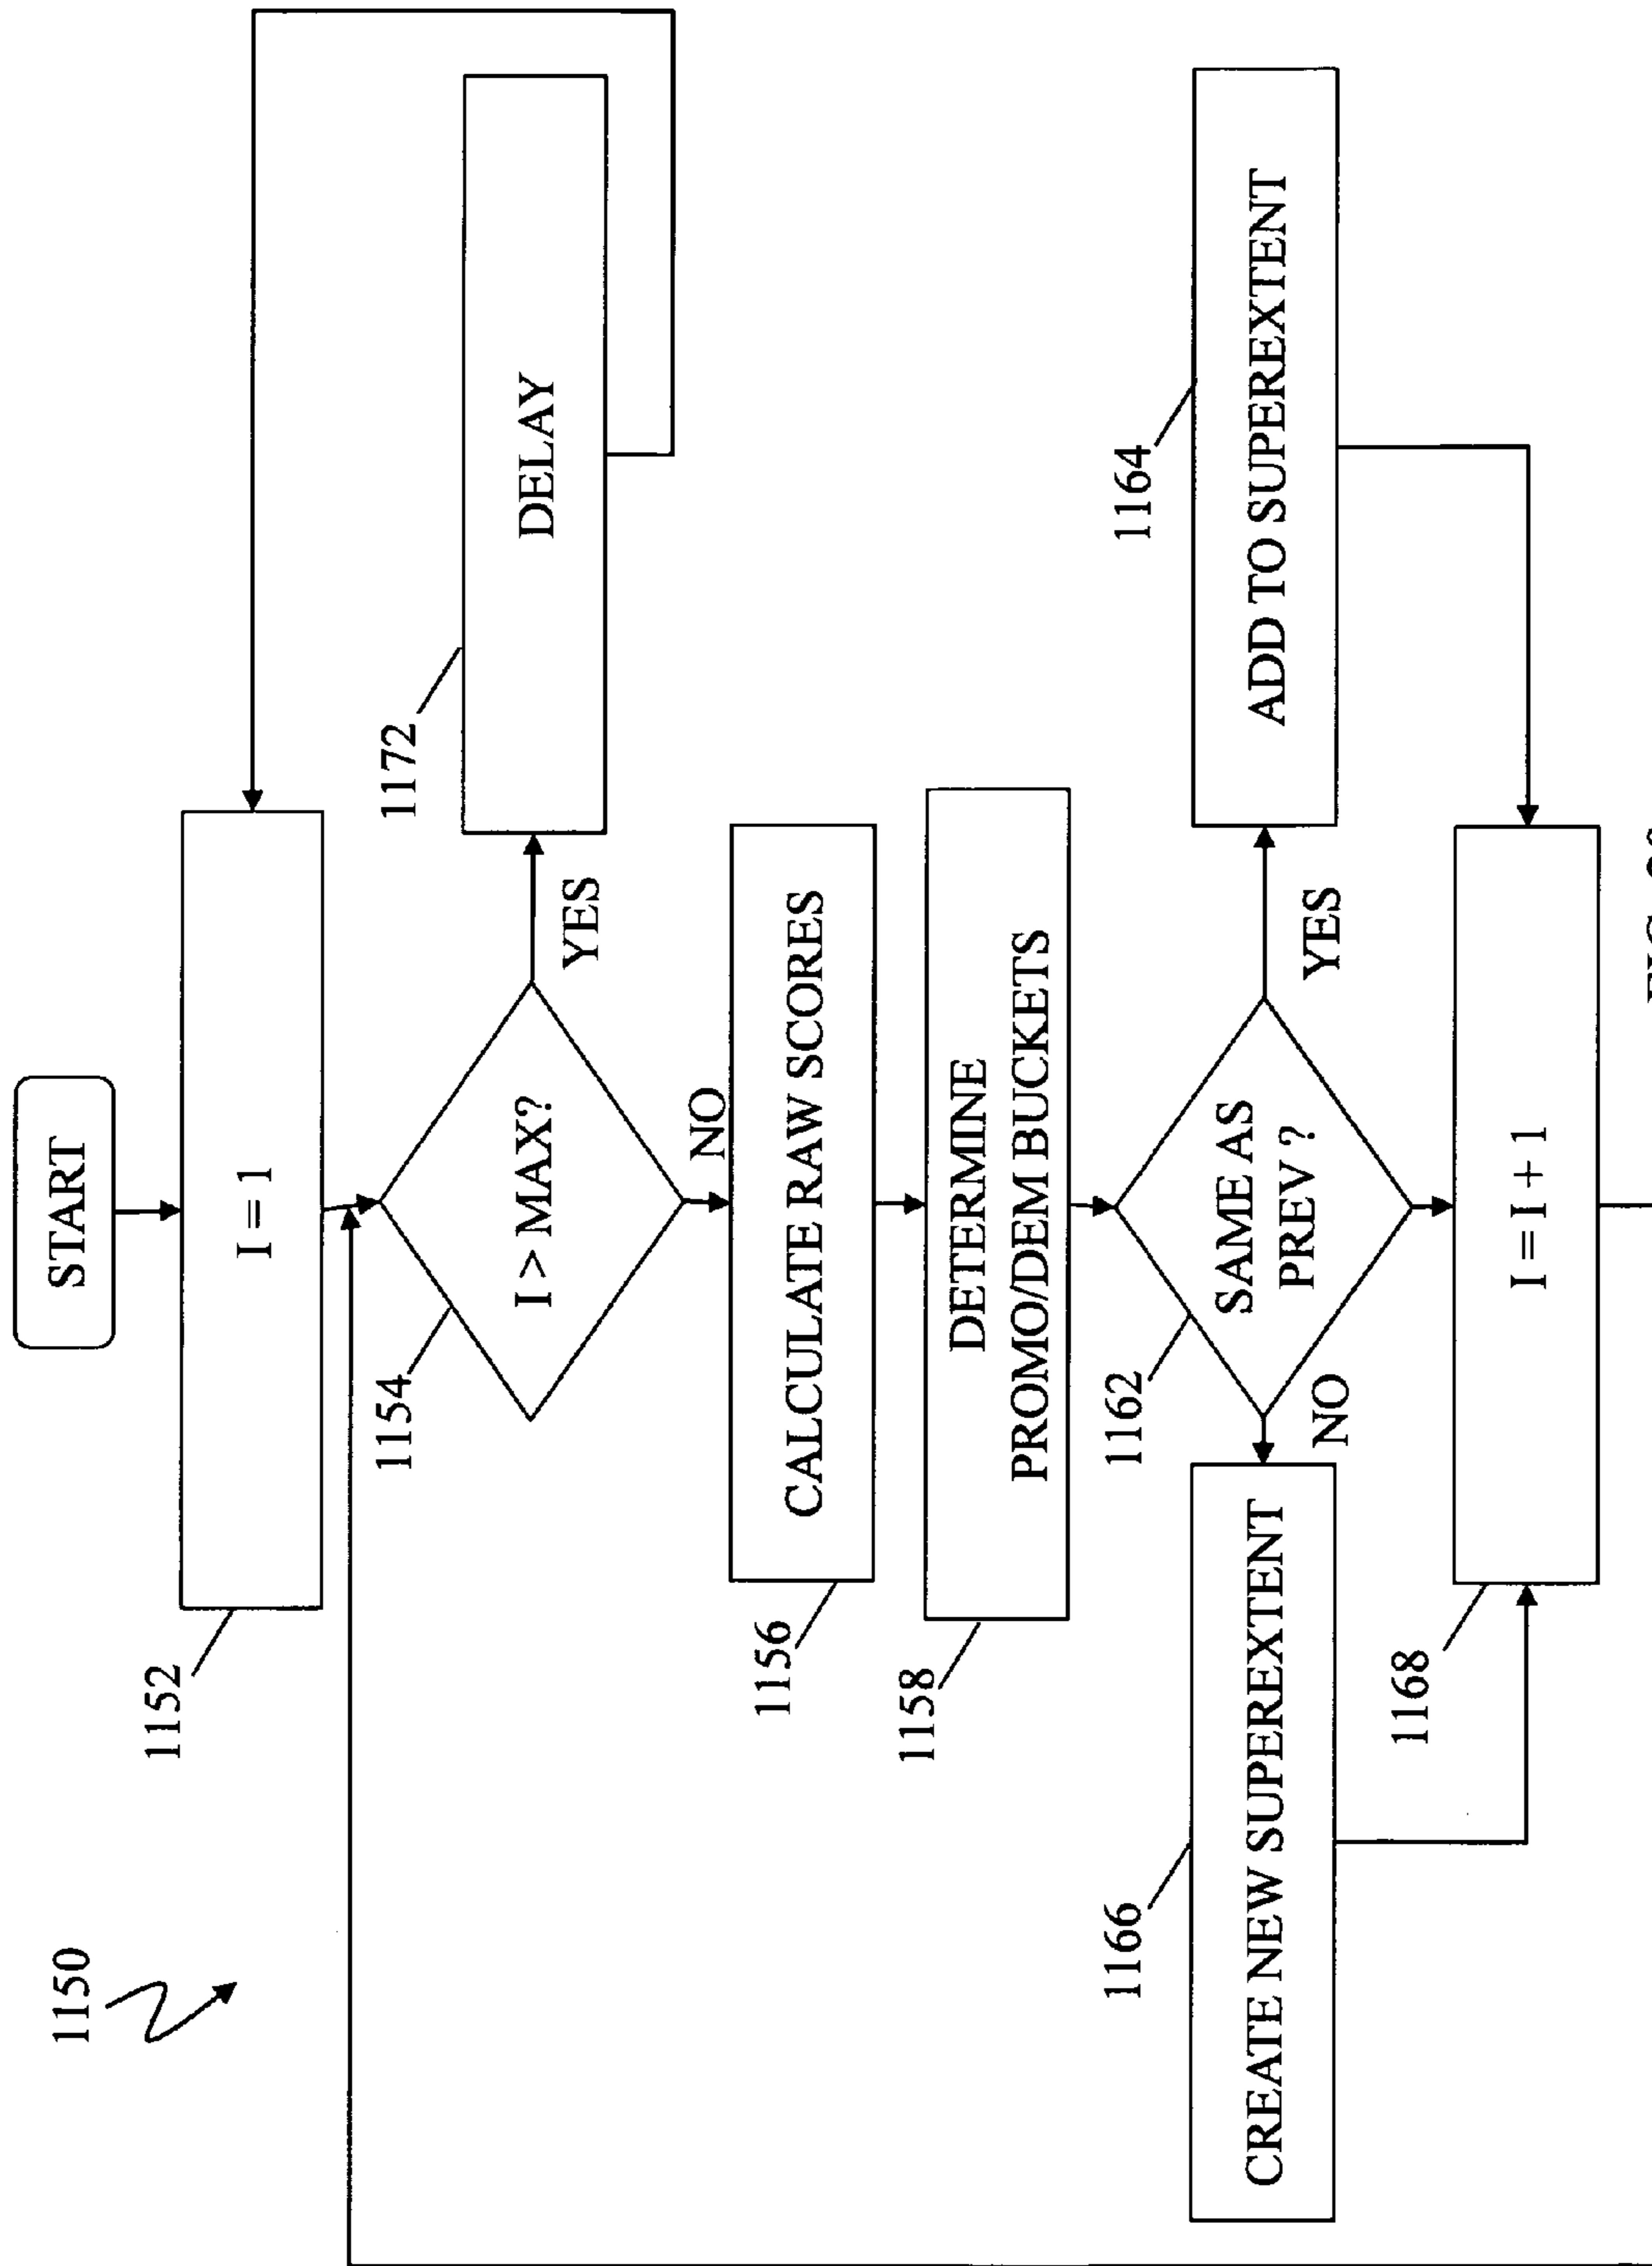 1150
START
1152
I = 1
1154
I > MAX?
YES
1172
DELAY
NO
1156
CALCULATE RAW SCORES
1158
DETERMINE
PROMO/DEM BUCKETS
1162
SAME AS
PREV ?
YES
1164
ADD TO SUPEREXTENT
NO
1166
CREATE NEW SUPEREXTENT
1168
I = I + 1